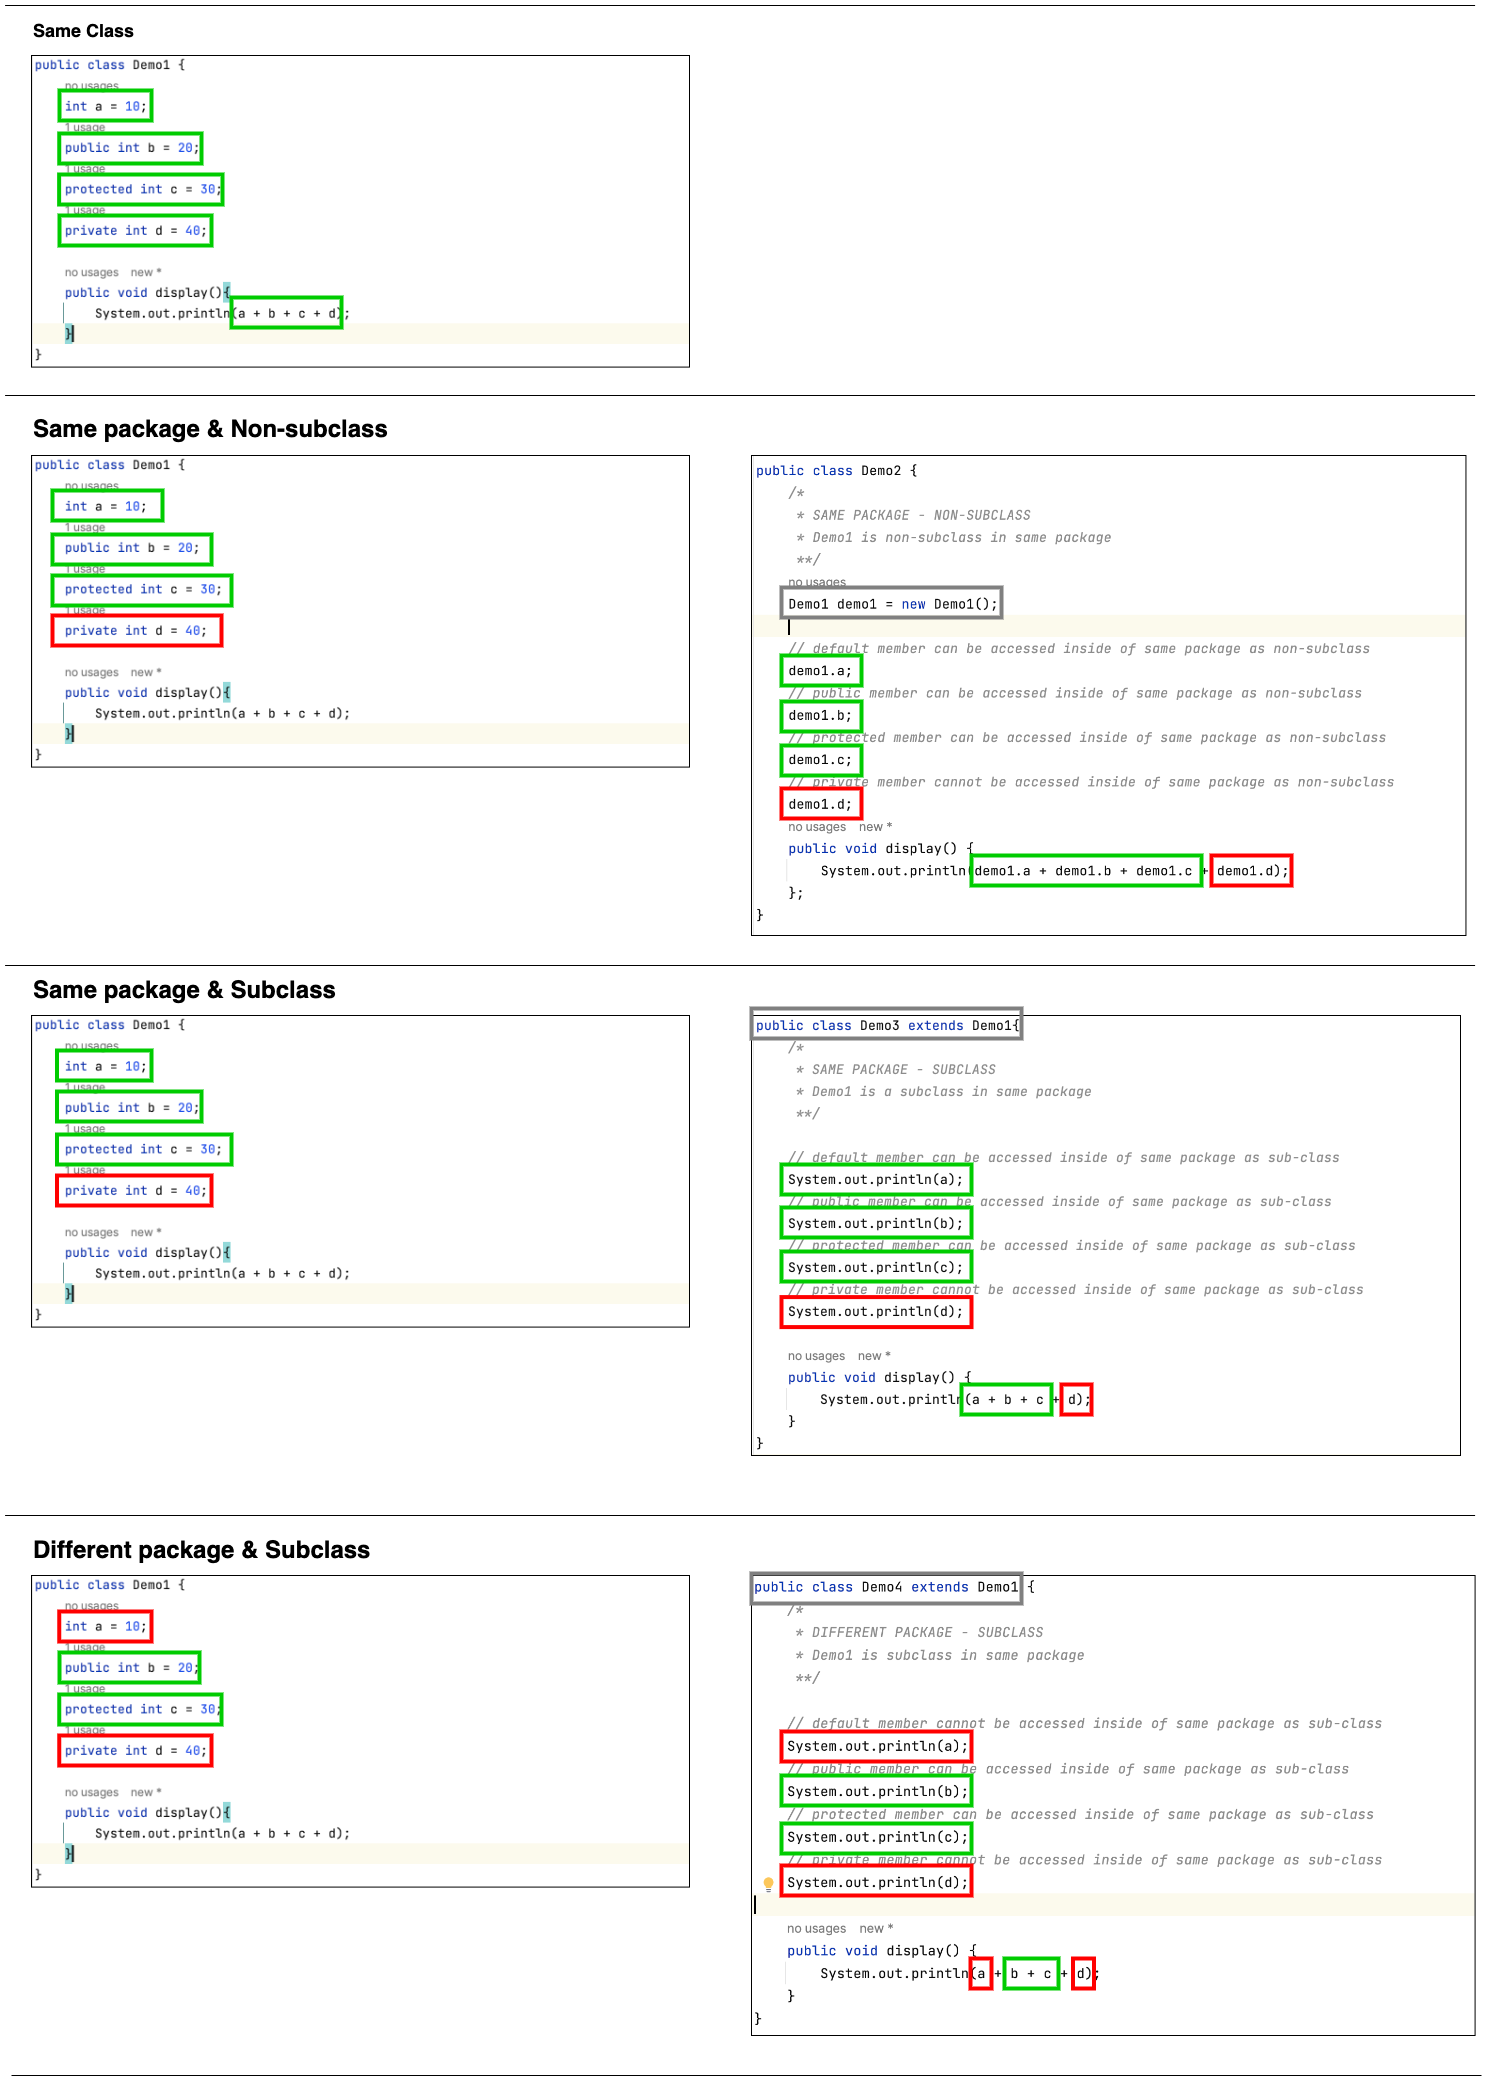 Same Class
public class Demo1 {
no usages
int a = 10;
1 usage
public int b = 20;
1 usage
protected int c = 30;
1 usage
private int d = 40;
no usages new *
public void display(){
System.out.println(a + b + c + d);
}
}
Same package & Non-subclass
public class Demo1 {
no usages
int a = 10;
1 usage
public int b = 20;
1 usage
protected int c = 30;
1 usage
private int d = 40;
no usages new *
public void display(){
System.out.println(a + b + c + d);
}
}
public class Demo2 {
/*
* SAME PACKAGE - NON-SUBCLASS
* Demo1 is non-subclass in same package
**/
no usages
Demo1 demo1 = new Demo1();
// default member can be accessed inside of same package as non-subclass
demo1.a;
// public member can be accessed inside of same package as non-subclass
demo1.b;
// protected member can be accessed inside of same package as non-subclass
demo1.c;
// private member cannot be accessed inside of same package as non-subclass
demo1.d;
no usages new *
public void display() {
System.out.println(demo1.a + demo1.b + demo1.c + demo1.d);
};
}
Same package & Subclass
public class Demo1 {
no usages
int a = 10;
1 usage
public int b = 20;
1 usage
protected int c = 30;
1 usage
private int d = 40;
no usages new *
public void display(){
System.out.println(a + b + c + d);
}
}
public class Demo3 extends Demo1{
/*
* SAME PACKAGE - SUBCLASS
* Demo1 is a subclass in same package
**/
// default member can be accessed inside of same package as sub-class
System.out.println(a);
// public member can be accessed inside of same package as sub-class
System.out.println(b);
// protected member can be accessed inside of same package as sub-class
System.out.println(c);
// private member cannot be accessed inside of same package as sub-class
System.out.println(d);
no usages new *
public void display() {
System.out.println(a + b + c + d);
}
}
Different package & Subclass
public class Demo1 {
no usages
int a = 10;
1 usage
public int b = 20;
1 usage
protected int c = 30;
1 usage
private int d = 40;
no usages new *
public void display(){
System.out.println(a + b + c + d);
}
}
public class Demo4 extends Demo1 {
/*
* DIFFERENT PACKAGE - SUBCLASS
* Demo1 is subclass in same package
**/
// default member cannot be accessed inside of same package as sub-class
System.out.println(a);
// public member can be accessed inside of same package as sub-class
System.out.println(b);
// protected member can be accessed inside of same package as sub-class
System.out.println(c);
// private member cannot be accessed inside of same package as sub-class
System.out.println(d);
no usages new *
public void display() {
System.out.println(a + b + c + d);
}
}